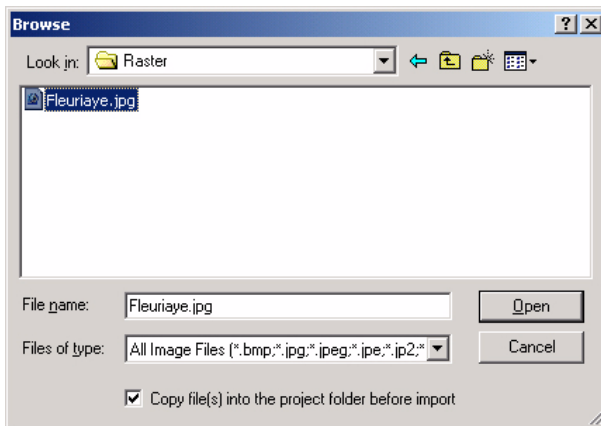 Browse
Look in: Raster
Fleuriaye.jpg
File name: Fleuriaye.jpg Open
Files of type: All Image Files (*.bmp;*.jpg;*.jpeg;*.jpe;*.jp2;* Cancel
Copy file(s) into the project folder before import